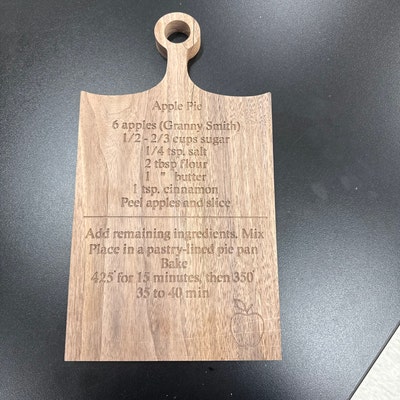 Apple Pie
6 apples (Granny Smith)
1/2 - 2/3 cups sugar
1/4 tsp. salt
2 tbsp flour
1 " butter
1 tsp. cinnamon
Peel apples and slice.
Add remaining ingredients. Mix
Place in a pastry-lined pie pan
Bake
425° for 15 minutes, then 350°
35 to 40 min